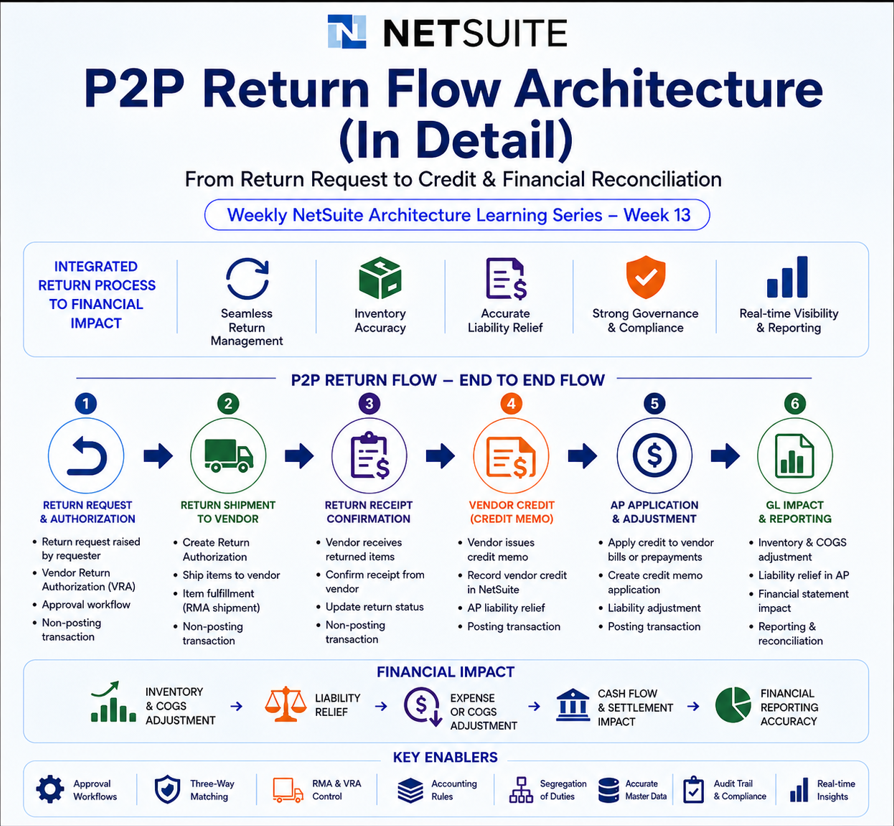 N NETSUITE
P2P Return Flow Architecture
(In Detail)
From Return Request to Credit & Financial Reconciliation
Weekly NetSuite Architecture Learning Series – Week 13
INTEGRATED
RETURN PROCESS
TO FINANCIAL
IMPACT
Seamless
Return
Management
Inventory
Accuracy
$
Accurate
Liability Relief
Strong Governance
& Compliance
Real-time Visibility
& Reporting
P2P RETURN FLOW – END TO END FLOW
1
RETURN REQUEST
& AUTHORIZATION
• Return request raised
by requester
• Vendor Return
Authorization (VRA)
• Approval workflow
• Non-posting
transaction
2
RETURN SHIPMENT
TO VENDOR
• Create Return
Authorization
• Ship items to vendor
• Item fulfillment
(RMA shipment)
• Non-posting
transaction
3
$
RETURN RECEIPT
CONFIRMATION
• Vendor receives
returned items
• Confirm receipt from
vendor
• Update return status
• Non-posting
transaction
4
$
VENDOR CREDIT
(CREDIT MEMO)
• Vendor issues
credit memo
• Record vendor credit
in NetSuite
• AP liability relief
• Posting transaction
5
$
AP APPLICATION
& ADJUSTMENT
• Apply credit to vendor
bills or prepayments
• Create credit memo
application
• Liability adjustment
• Posting transaction
6
GL IMPACT
& REPORTING
• Inventory & COGS
adjustment
• Liability relief in AP
• Financial statement
impact
• Reporting &
reconciliation
FINANCIAL IMPACT
INVENTORY
& COGS
ADJUSTMENT
LIABILITY
RELIEF
$
EXPENSE
OR COGS
ADJUSTMENT
CASH FLOW
& SETTLEMENT
IMPACT
FINANCIAL
REPORTING
ACCURACY
KEY ENABLERS
Approval
Workflows
Three-Way
Matching
RMA & VRA
Control
Accounting
Rules
Segregation
of Duties
Accurate
Master Data
Audit Trail
& Compliance
Real-time
Insights